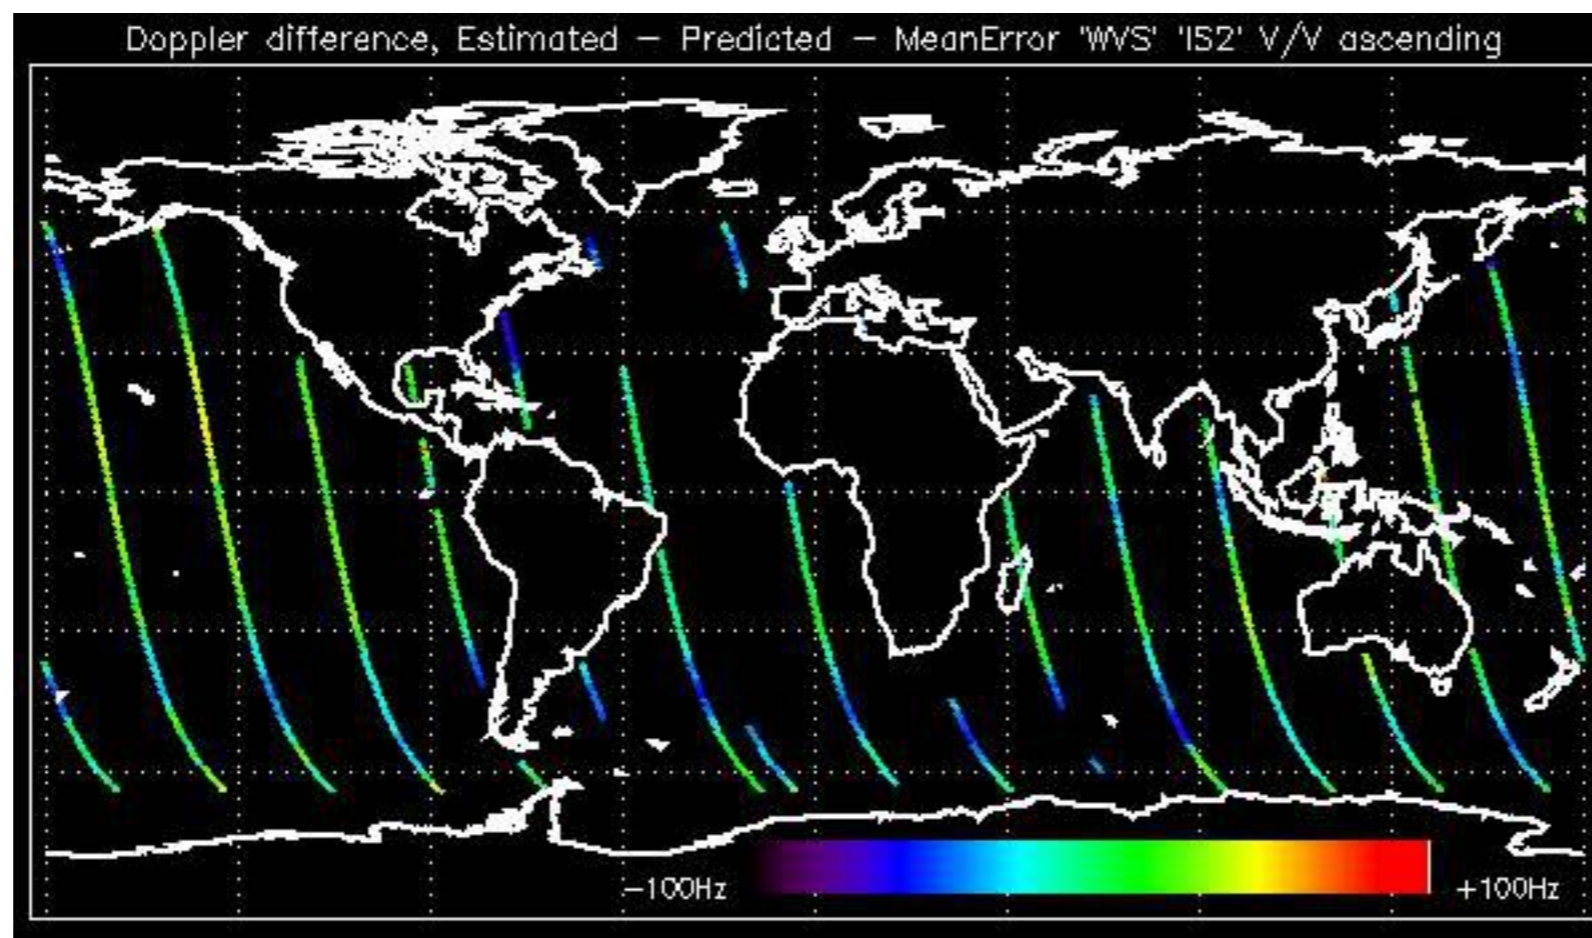 Doppler difference, Estimated – Predicted – MeanError 'WVS' 'IS2' V/V ascending
–100Hz
+100Hz